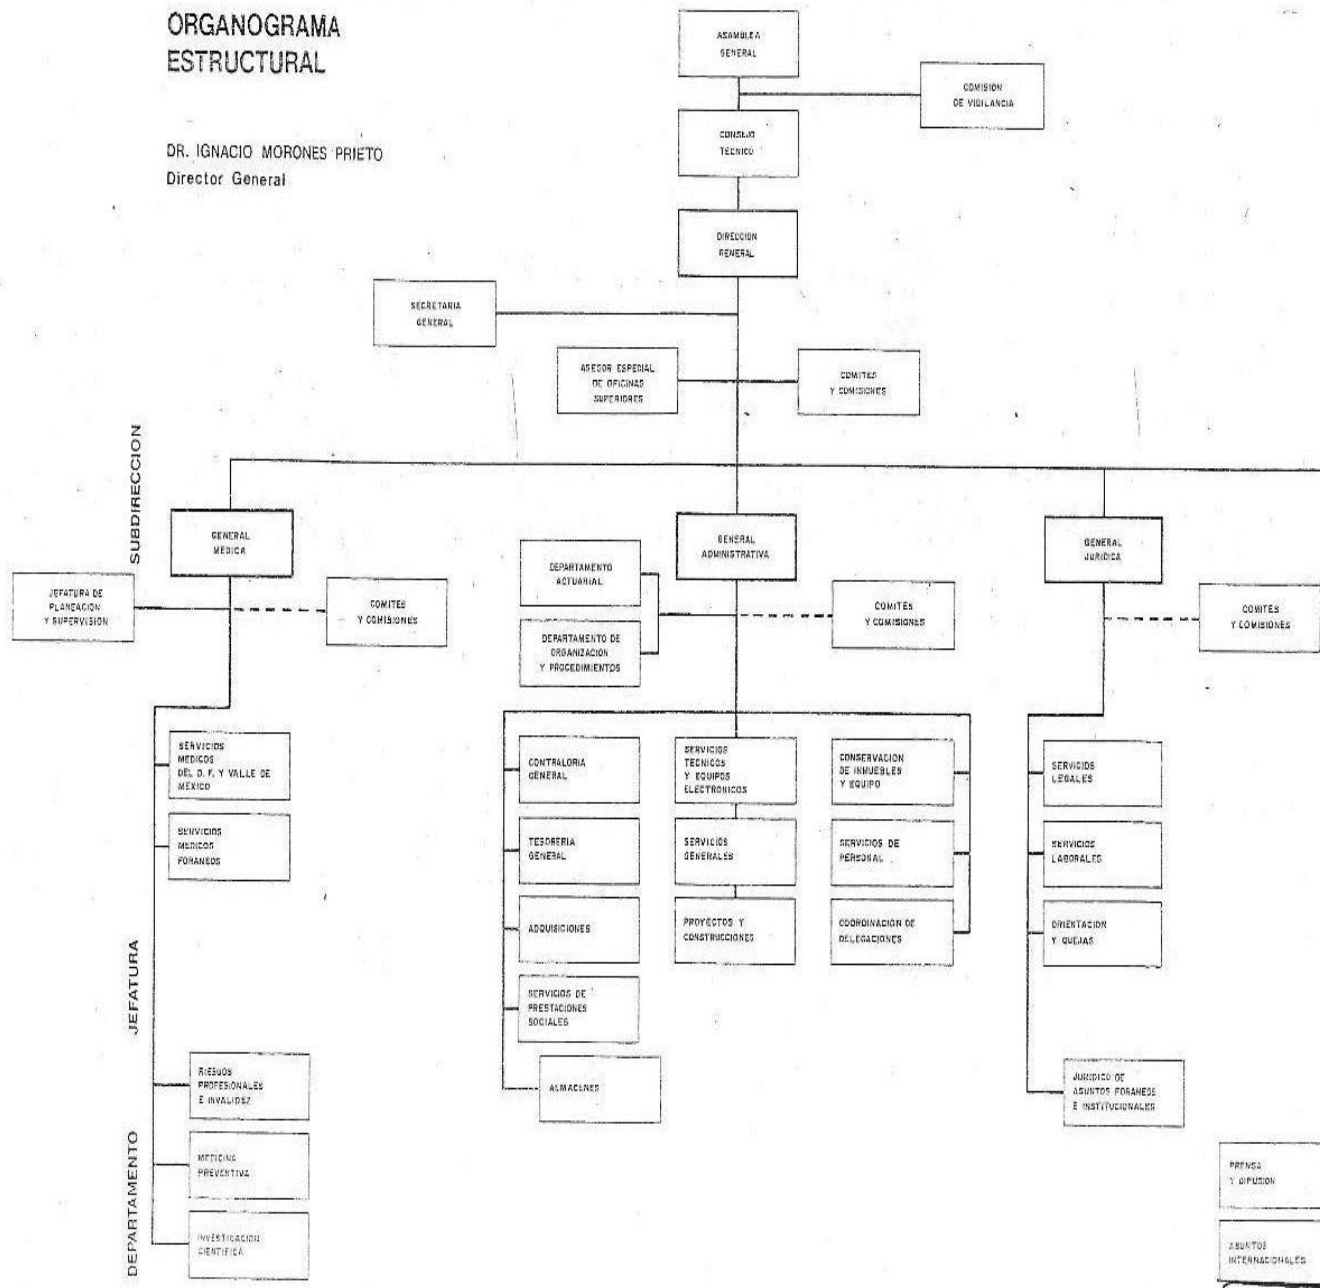 ORGANOGRAMA
ESTRUCTURAL
DR. IGNACIO MORONES PRIETO
Director General
ASAMBLEA
GENERAL
COMISION
DE VIGILANCIA
CONSEJO
TECNICO
DIRECCION
GENERAL
SECRETARIA
GENERAL
ASESOR ESPECIAL
DE OFICINAS
SUPERIORES
COMITES
Y COMISIONES
SUBDIRECCION
GENERAL
MEDICA
GENERAL
ADMINISTRATIVA
GENERAL
JURIDICA
JEFATURA DE
PLANEACION
Y SUPERVISION
COMITES
Y COMISIONES
DEPARTAMENTO
ACTUARIAL
DEPARTAMENTO DE
ORGANIZACION
Y PROCEDIMIENTOS
COMITES
Y COMISIONES
COMITES
Y COMISIONES
JEFATURA
SERVICIOS
MEDICOS
DEL D. F. Y VALLE DE
MEXICO
SERVICIOS
MEDICOS
FORANEOS
CONTRALORIA
GENERAL
TESORERIA
GENERAL
ADQUISICIONES
SERVICIOS DE
PRESTACIONES
SOCIALES
ALMACENES
SERVICIOS
TECNICOS
Y EQUIPOS
ELECTRONICOS
SERVICIOS
GENERALES
PROYECTOS Y
CONSTRUCCIONES
CONSERVACION
DE INMUEBLES
Y EQUIPO
SERVICIOS DE
PERSONAL
COORDINACION DE
DELEGACIONES
SERVICIOS
LEGALES
SERVICIOS
LABORALES
ORIENTACION
Y QUEJAS
DEPARTAMENTO
RIESGOS
PROFESIONALES
E INVALIDEZ
MEDICINA
PREVENTIVA
INVESTIGACION
CIENTIFICA
JURIDICO DE
ASUNTOS FORANEOS
E INSTITUCIONALES
PRENSA
Y DIFUSION
ASUNTOS
INTERNACIONALES